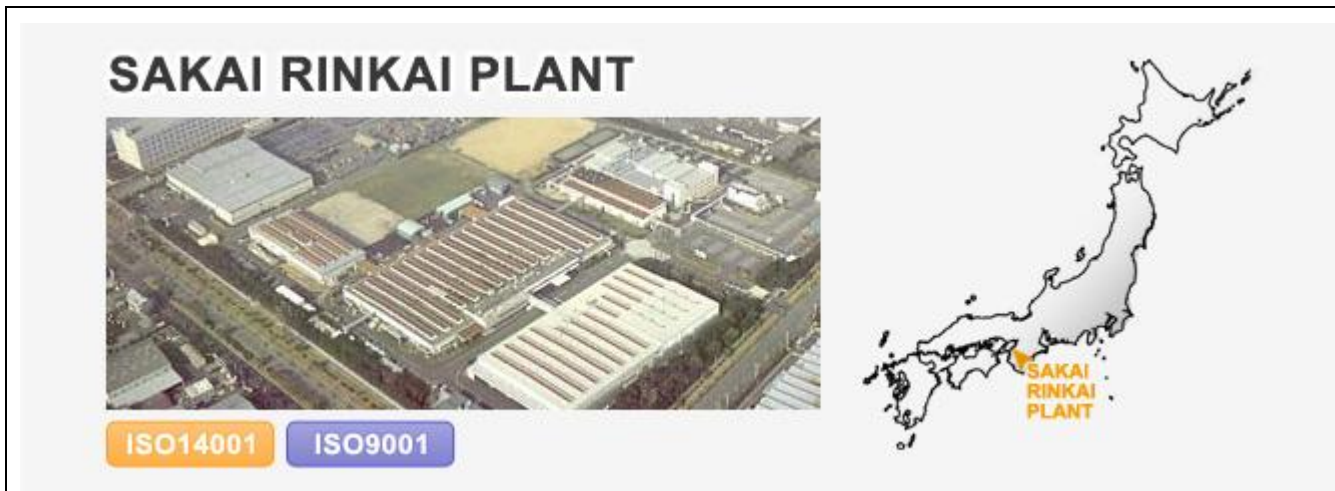 SAKAI RINKAI PLANT
SAKAI
RINKAI
PLANT
ISO14001
ISO9001